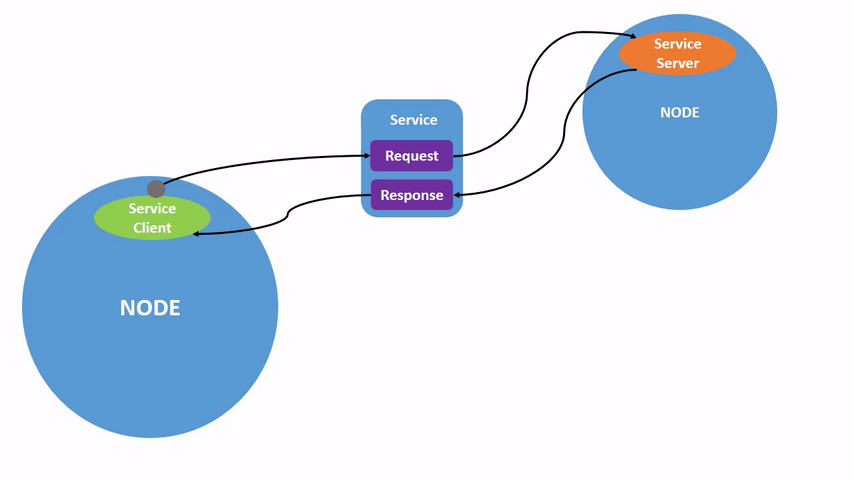 Service
Server
NODE
Service
Request
Response
Service
Client
NODE